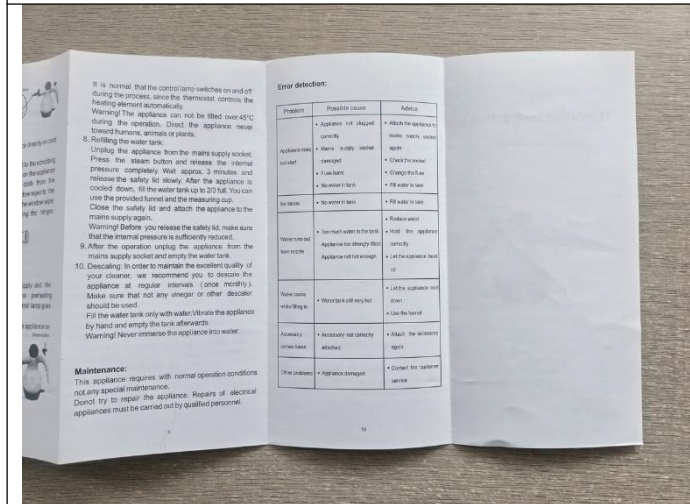 It is normal that the control lamp switches on and off
during the process, since the thermostat controls the
heating element automatically.
Warning! The appliance can not be tilted over 45°C
during the operation. Direct the appliance never
toward humans, animals or plants.
8. Refilling the water tank:
Unplug the appliance from the mains supply socket.
Press the steam button and release the internal
pressure completely. Wait approx. 3 minutes and
release the safety lid slowly. After the appliance is
cooled down, fill the water tank up to 2/3 full. You can
use the provided funnel and the measuring cup.
Close the safety lid and attach the appliance to the
mains supply again.
Warning! Before you release the safety lid, make sure
that the internal pressure is sufficiently reduced.
9. After the operation unplug the appliance from the
mains supply socket and empty the water tank.
10. Descaling: In order to maintain the excellent quality of
your cleaner, we recommend you to descale the
appliance at regular intervals (once monthly).
Make sure that not any vinegar or other descaler
should be used.
Fill the water tank only with water. Vibrate the appliance
by hand and empty the tank afterwards.
Warning! Never immerse the appliance into water.
Maintenance:
This appliance requires with normal operation conditions
not any special maintenance.
Donot try to repair the appliance. Repairs of electrical
appliances must be carried out by qualified personnel.
9
Error detection:
Problem Possible cause Advice
Appliance does
not start
• Appliance not plugged
correctly
• Mains supply socket
damaged
• Fuse burnt
• No water in tank
• Attach the appliance to
mains supply socket
again
• Check the socket
• Change the fuse
• Fill water in tank
No steam • No water in tank • Fill water in tank
Water runs out
from nozzle
• Too much water in the tank
Appliance too strongly tilted
Appliance not hot enough
• Reduce water
• Hold the appliance
correctly
• Let the appliance heat
up
Water cooks
while filling in
• Water tank still very hot
• Let the appliance cool
down
• Use the funnel
Accessory
comes loose
• Accessory not correctly
attached
• Attach the accessory
again
Other problems • Appliance damaged
• Contact the customer
service
10